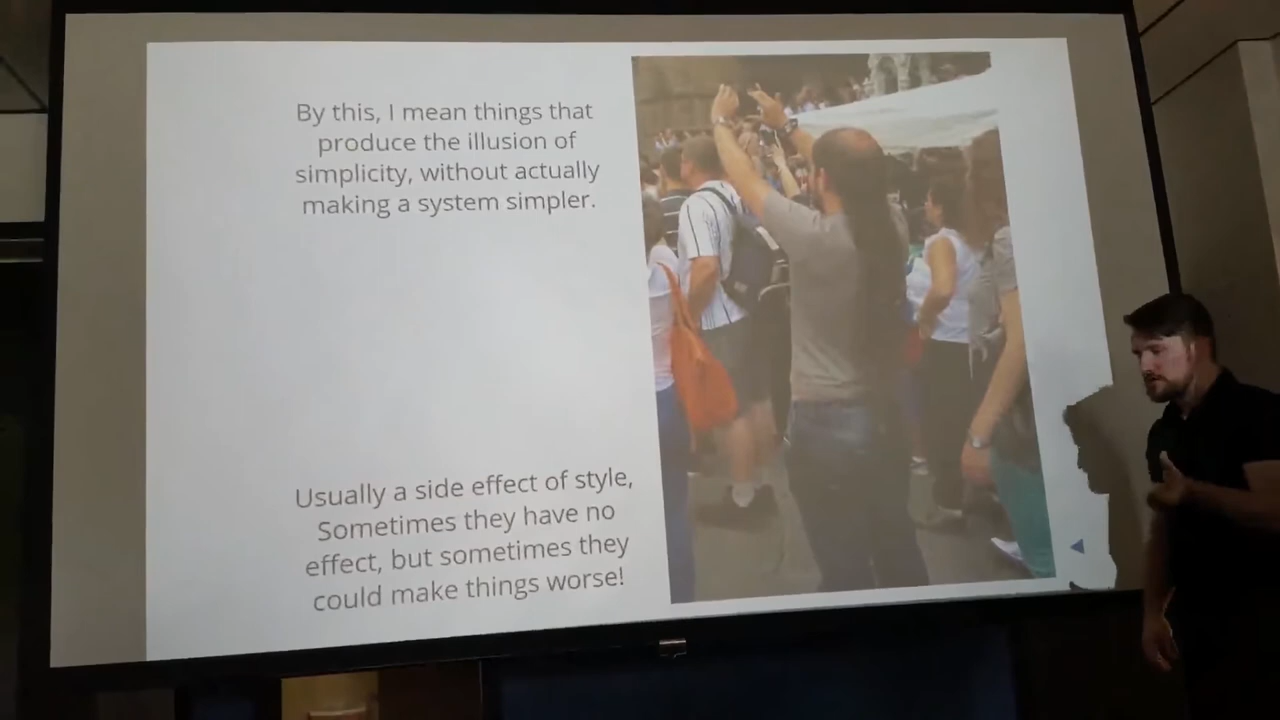 By this, I mean things that
produce the illusion of
simplicity, without actually
making a system simpler.
Usually a side effect of style,
Sometimes they have no
effect, but sometimes they
could make things worse!